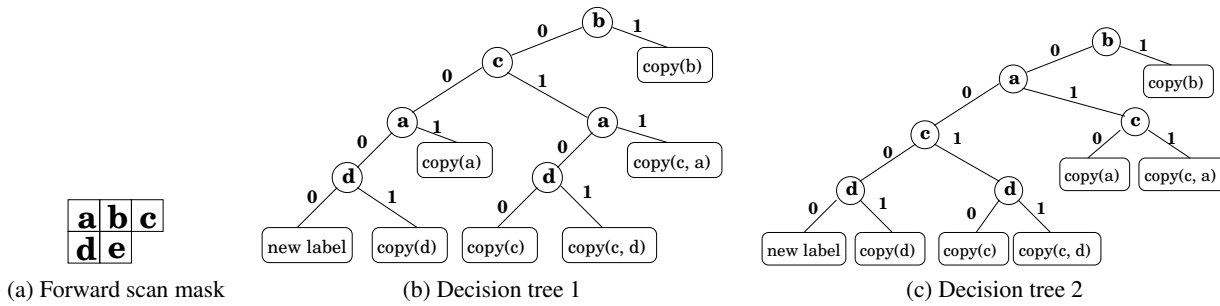 b
0 1
c copy(b)
0 1
a a
0 1 0 1
d copy(a) d copy(c, a)
0 1 0 1
new label copy(d) copy(c) copy(c, d)
b
0 1
a copy(b)
0 1
c c
0 1 0 1
d d copy(a) copy(c, a)
0 1 0 1
new label copy(d) copy(c) copy(c, d)
a b c
d e
(a) Forward scan mask
(b) Decision tree 1
(c) Decision tree 2